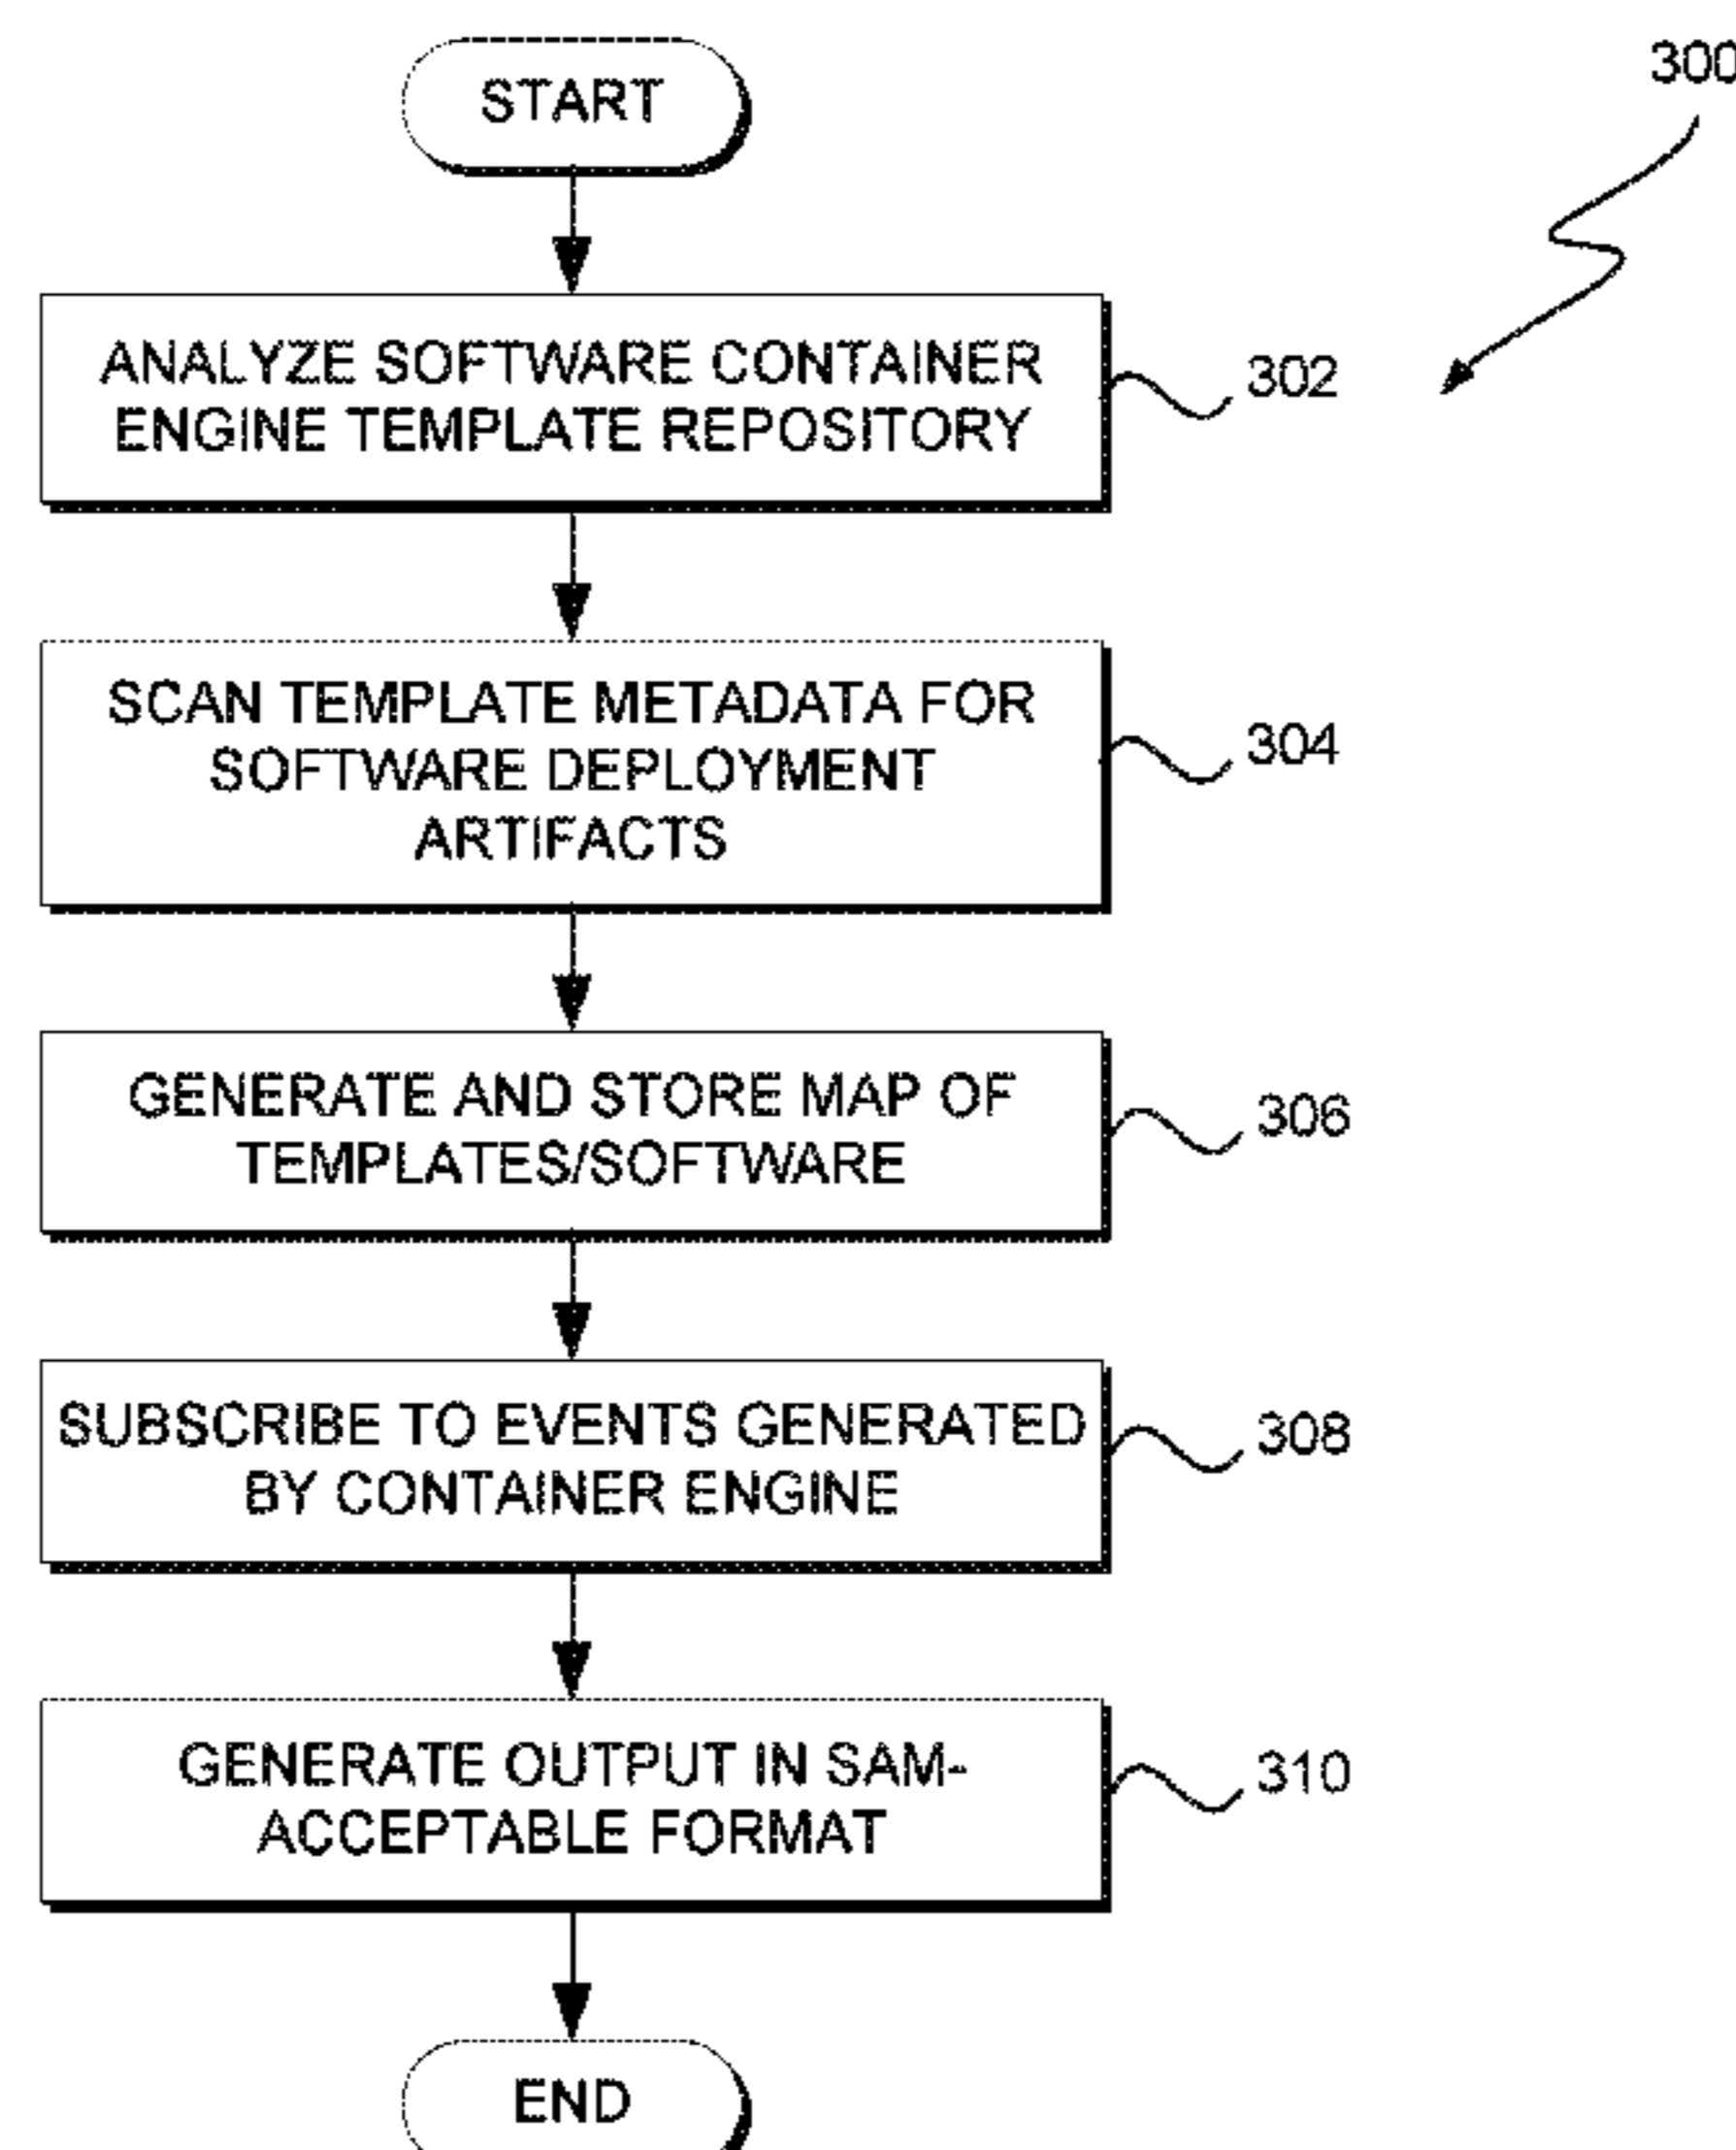 START
300
ANALYZE SOFTWARE CONTAINER
ENGINE TEMPLATE REPOSITORY
302
SCAN TEMPLATE METADATA FOR
SOFTWARE DEPLOYMENT
ARTIFACTS
304
GENERATE AND STORE MAP OF
TEMPLATES/SOFTWARE
306
SUBSCRIBE TO EVENTS GENERATED
BY CONTAINER ENGINE
308
GENERATE OUTPUT IN SAM-
ACCEPTABLE FORMAT
310
END